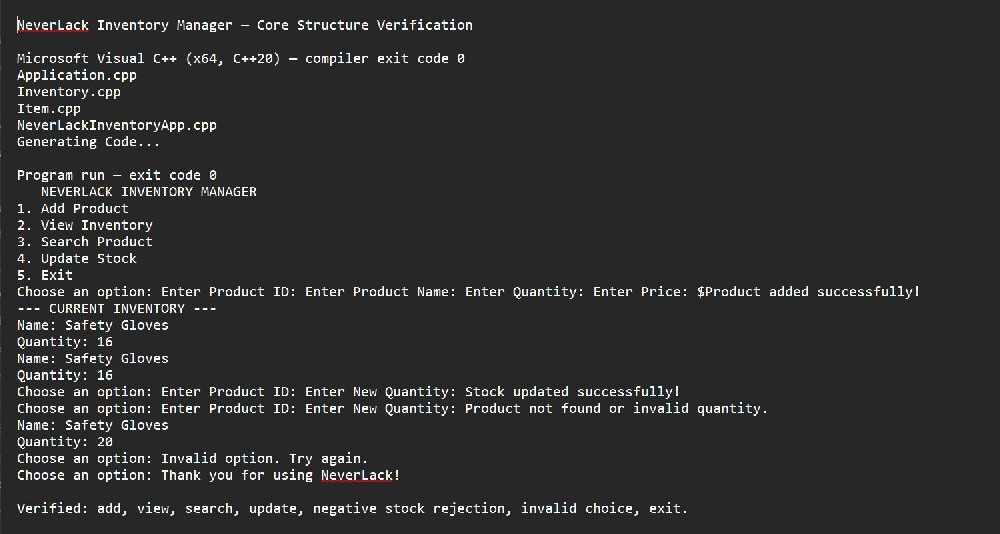 NeverLack Inventory Manager — Core Structure Verification
Microsoft Visual C++ (x64, C++20) — compiler exit code 0
Application.cpp
Inventory.cpp
Item.cpp
NeverLackInventoryApp.cpp
Generating Code...
Program run — exit code 0
NEVERLACK INVENTORY MANAGER
1. Add Product
2. View Inventory
3. Search Product
4. Update Stock
5. Exit
Choose an option: Enter Product ID: Enter Product Name: Enter Quantity: Enter Price: $Product added successfully!
--- CURRENT INVENTORY ---
Name: Safety Gloves
Quantity: 16
Name: Safety Gloves
Quantity: 16
Choose an option: Enter Product ID: Enter New Quantity: Stock updated successfully!
Choose an option: Enter Product ID: Enter New Quantity: Product not found or invalid quantity.
Name: Safety Gloves
Quantity: 20
Choose an option: Invalid option. Try again.
Choose an option: Thank you for using NeverLack!
Verified: add, view, search, update, negative stock rejection, invalid choice, exit.